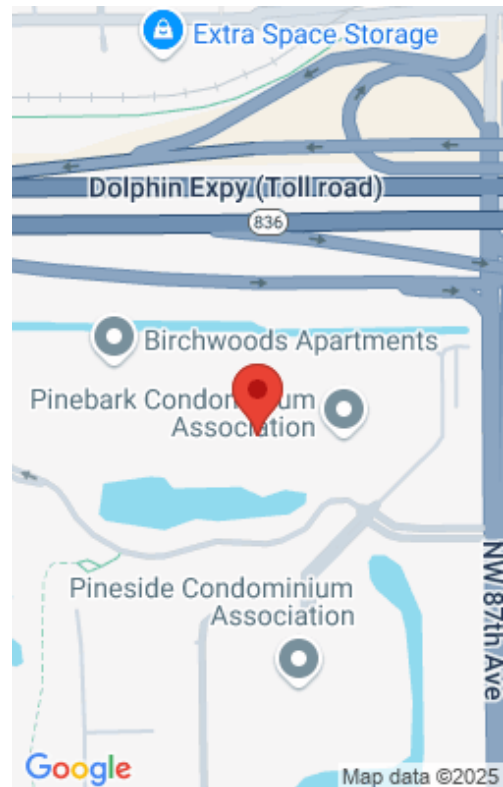 Extra Space Storage
Dolphin Expy (Toll road)
836
Birchwoods Apartments
Pinebark Condominium
Association
Pineside Condominium
Association
NW 87th Ave
Google
Map data ©2025